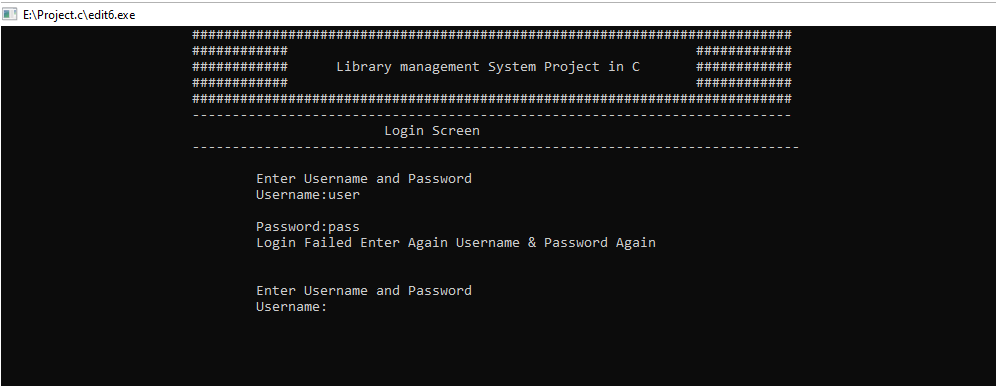 E:\Project.c\edit6.exe
###########################################################################
############ ############
############ Library management System Project in C ############
############ ############
###########################################################################
---------------------------------------------------------------------------
Login Screen
----------------------------------------------------------------------------
Enter Username and Password
Username:user
Password:pass
Login Failed Enter Again Username & Password Again
Enter Username and Password
Username: